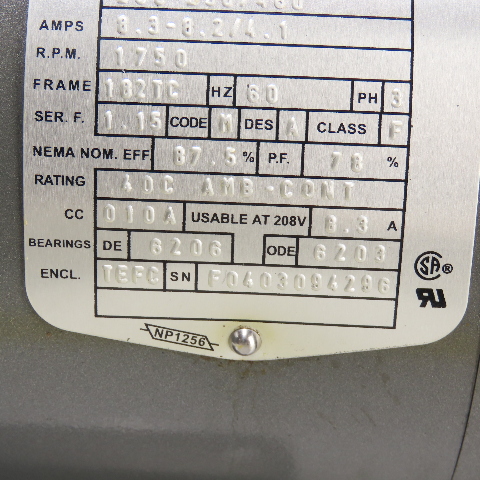 AMPS 8.3-8.2/4.1
R.P.M. 1750
FRAME 182TC HZ 60 PH 3
SER. F. 1.15 CODE M DES A CLASS F
NEMA NOM. EFF. 87.5 % P.F. 78 %
RATING 40C AMB-CONT
CC 010A USABLE AT 208V 8.3 A
BEARINGS DE 6206 ODE 6203
ENCL. TEFC SN F0403094286
NP1256